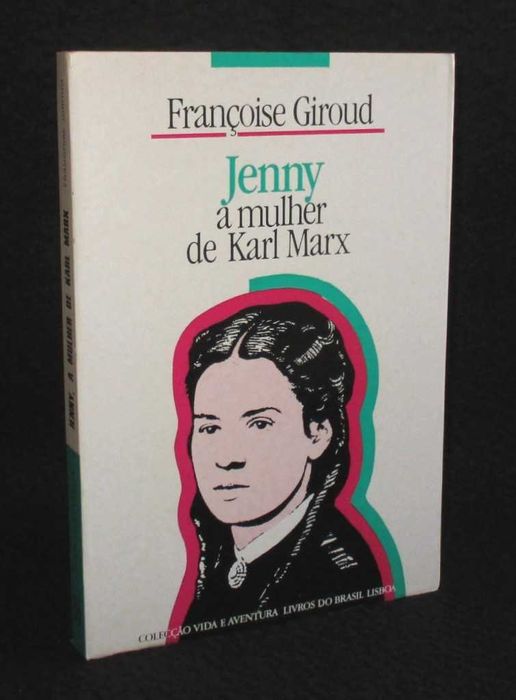 Françoise Giroud
Jenny
a mulher
de Karl Marx
COLECÇÃO VIDA E AVENTURA LIVROS DO BRASIL LISBOA
JENNY, A MULHER DE KARL MARX